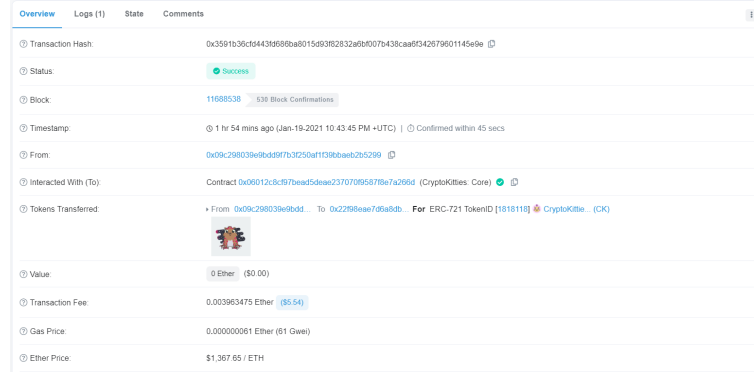 Overview Logs (1) State Comments
Transaction Hash: 0x3591b36cfd443fd686ba8015d93f82832a6bf007b438caa6f342679601145e9e
Status: Success
Block: 11688538 530 Block Confirmations
Timestamp: 1 hr 54 mins ago (Jan-19-2021 10:43:45 PM +UTC) | Confirmed within 45 secs
From: 0x09c298039e9bdd9f7b3f250af1f39bbaeb2b5299
Interacted With (To): Contract 0x06012c8cf97bead5deae237070f9587f8e7a266d (CryptoKitties: Core)
Tokens Transferred: From 0x09c298039e9bdd... To 0x22f98eae7d6a8db... For ERC-721 TokenID [1818118] CryptoKittie... (CK)
Value: 0 Ether ($0.00)
Transaction Fee: 0.003963475 Ether ($5.54)
Gas Price: 0.000000061 Ether (61 Gwei)
Ether Price: $1,367.65 / ETH